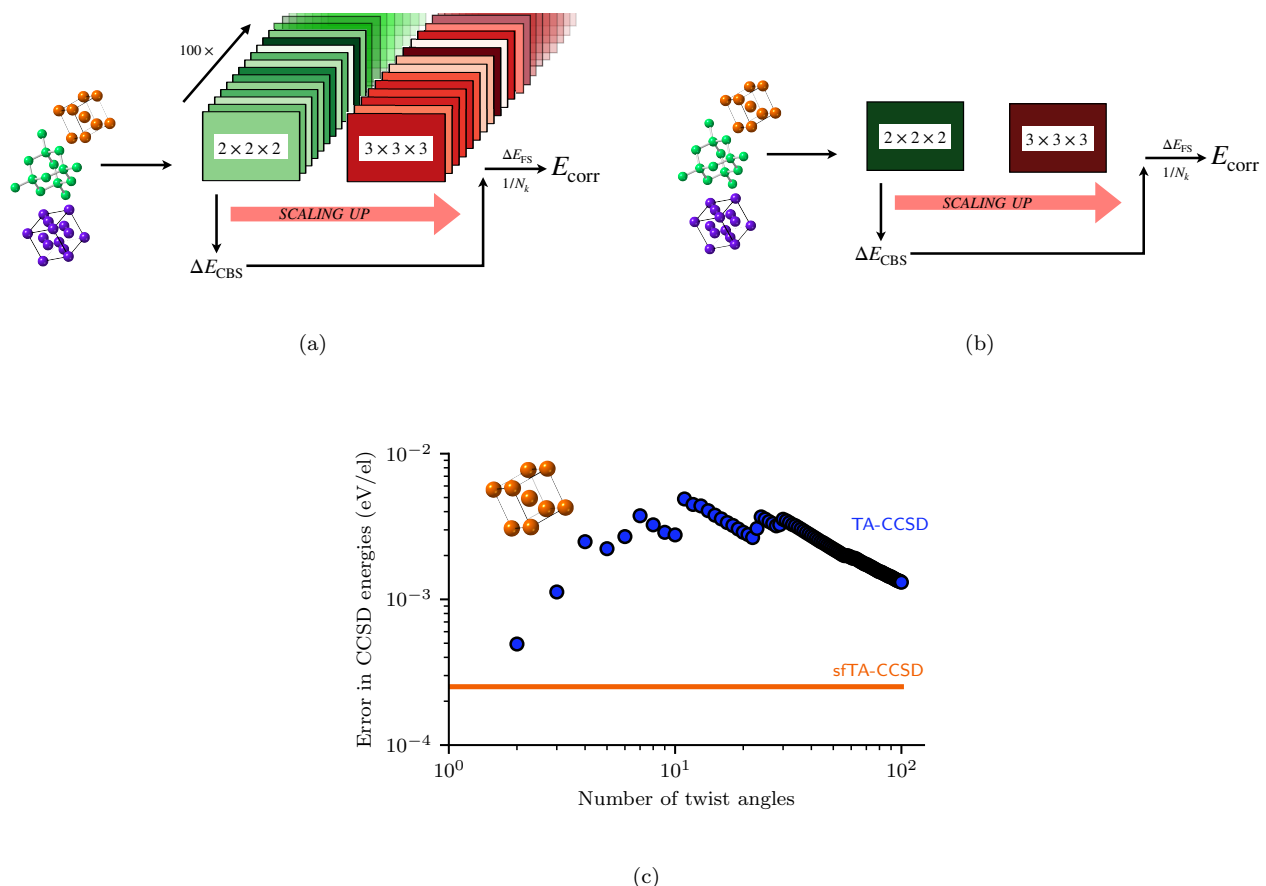 100 ×
2 × 2 × 2
3 × 3 × 3
SCALING UP
ΔE_CBS
ΔE_FS
1/N_k
E_corr
(a)
2 × 2 × 2
3 × 3 × 3
SCALING UP
ΔE_CBS
ΔE_FS
1/N_k
E_corr
(b)
Error in CCSD energies (eV/el)
10^−2
10^−3
10^−4
TA-CCSD
sfTA-CCSD
10^0
10^1
10^2
Number of twist angles
(c)